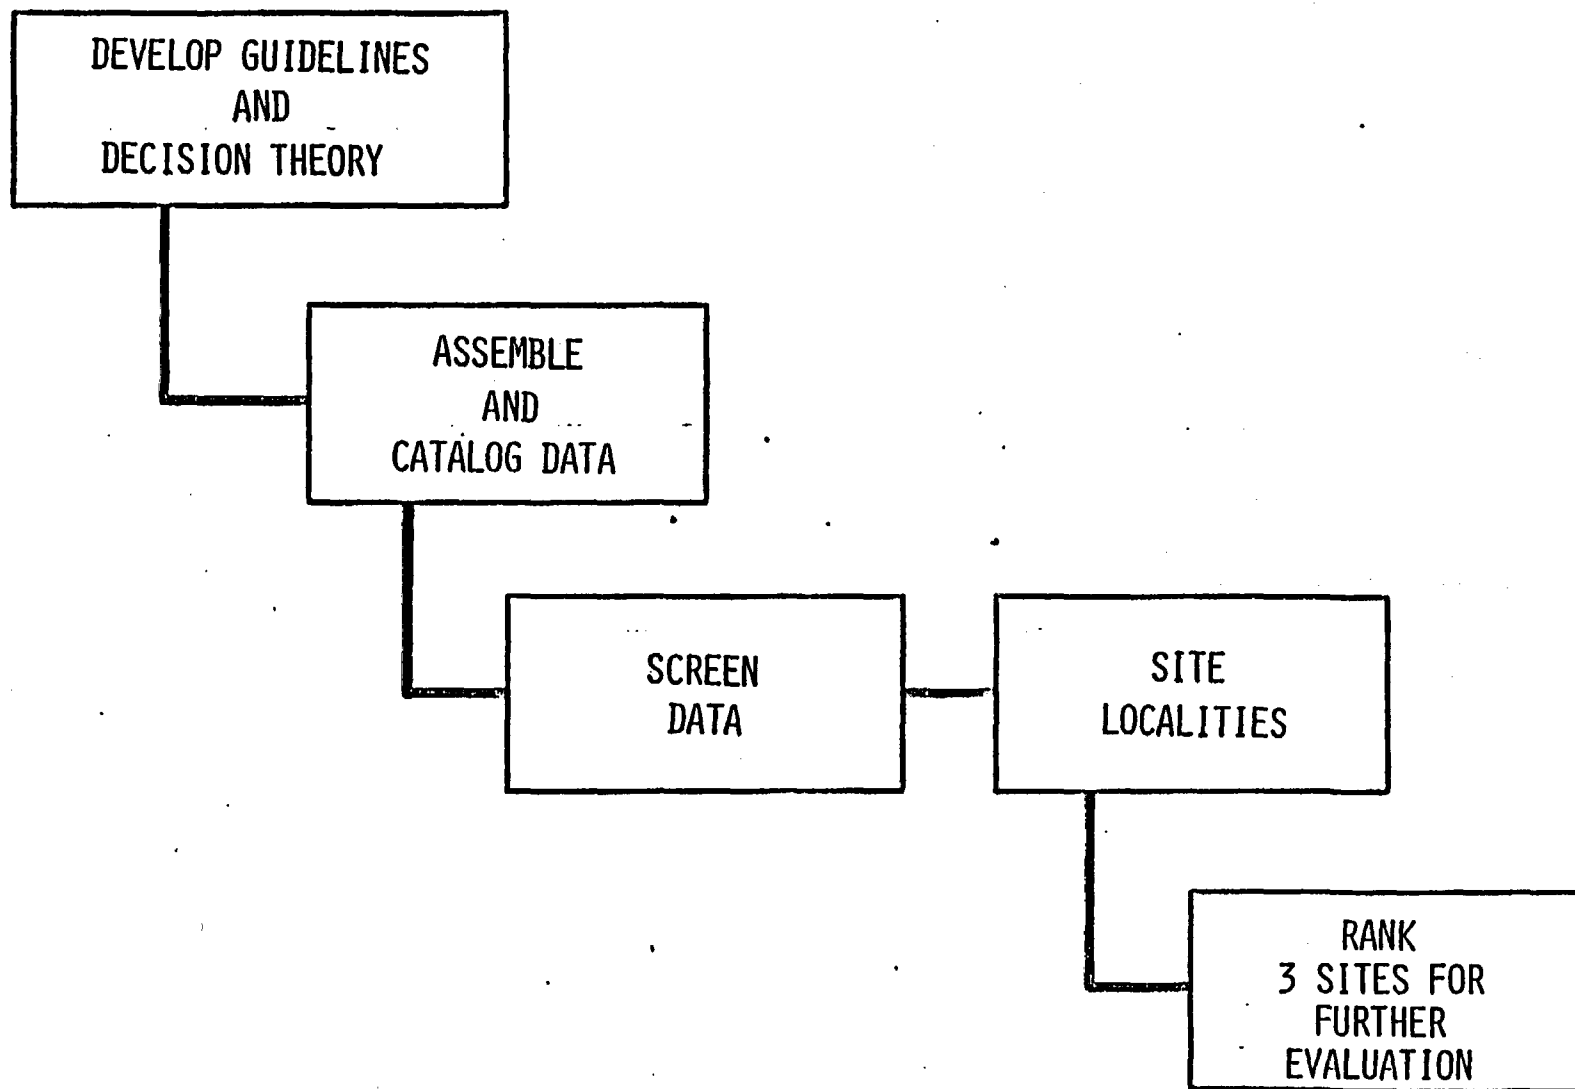 DEVELOP GUIDELINES
AND
DECISION THEORY
ASSEMBLE
AND
CATALOG DATA
SCREEN
DATA
SITE
LOCALITIES
RANK
3 SITES FOR
FURTHER
EVALUATION